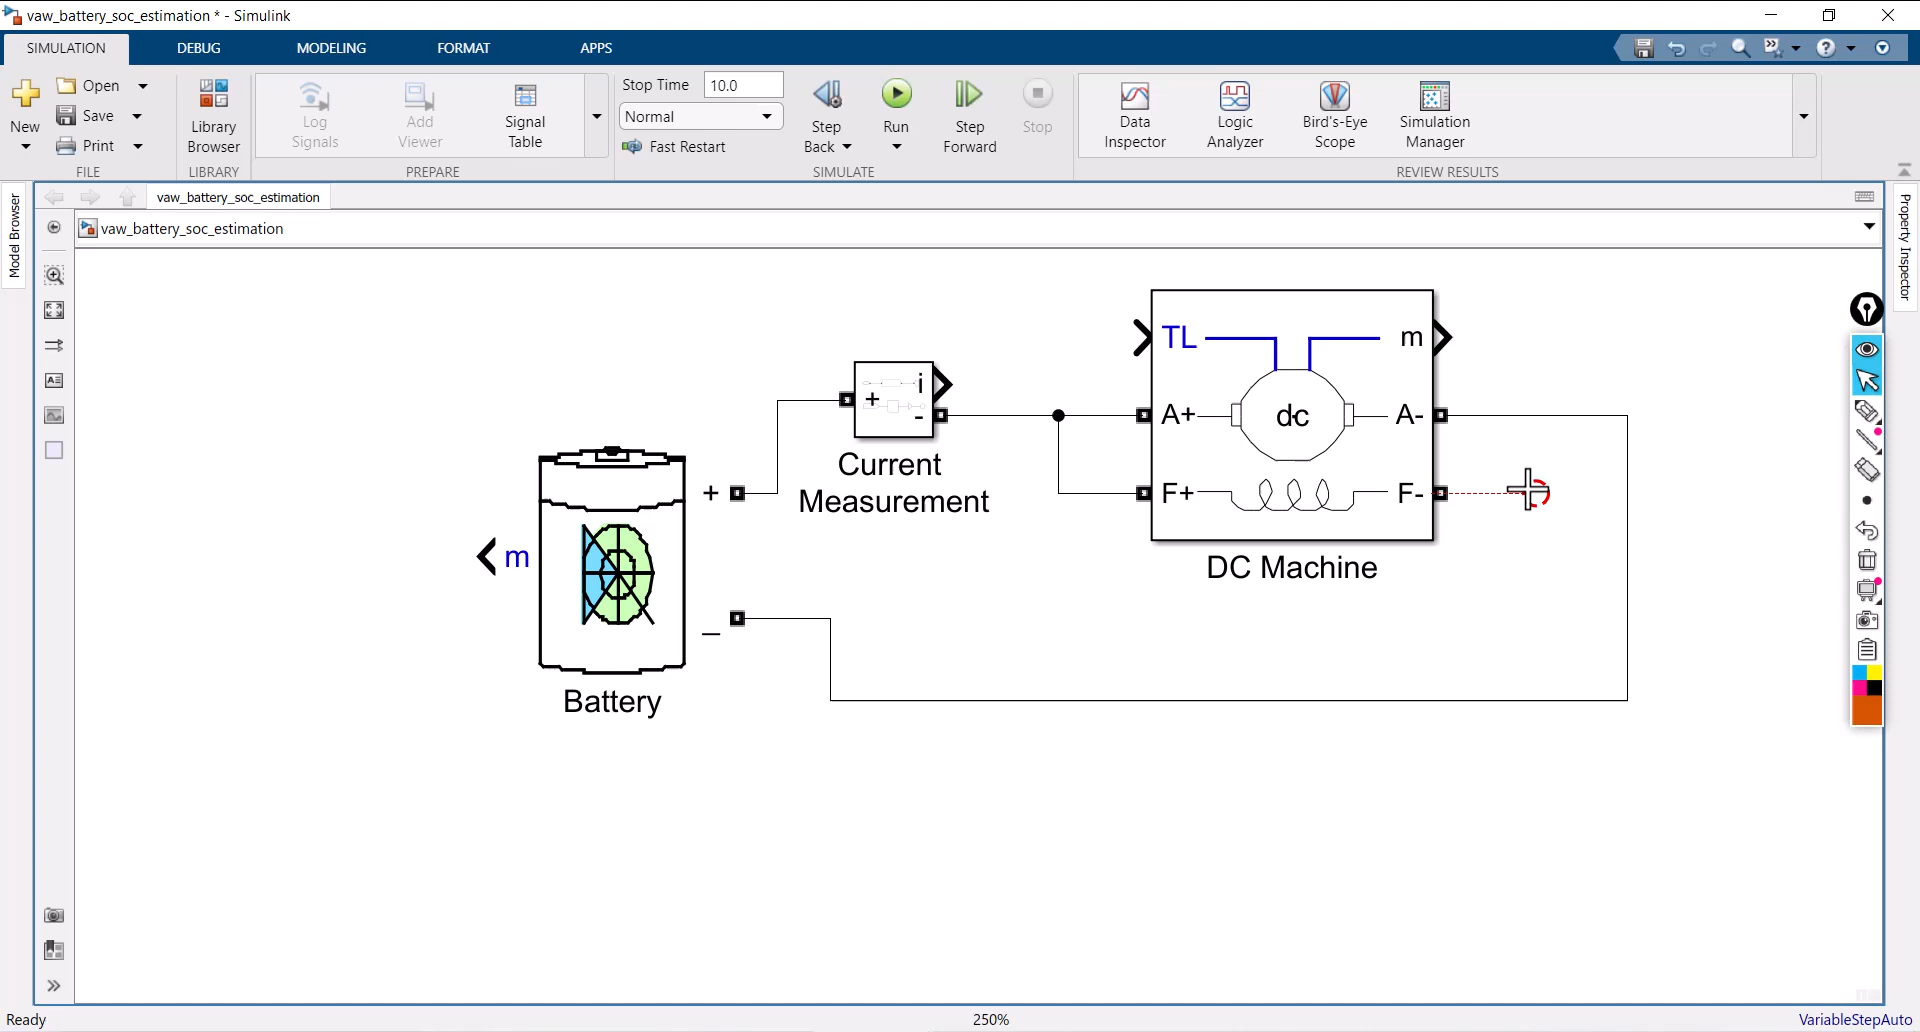 vaw_battery_soc_estimation * - Simulink
SIMULATION DEBUG MODELING FORMAT APPS
New
Open
Save
Print
FILE
Library
Browser
LIBRARY
Log
Signals
Add
Viewer
Signal
Table
PREPARE
Stop Time 10.0
Normal
Fast Restart
Step
Back
Run
Step
Forward
Stop
SIMULATE
Data
Inspector
Logic
Analyzer
Bird's-Eye
Scope
Simulation
Manager
REVIEW RESULTS
Model Browser
vaw_battery_soc_estimation
vaw_battery_soc_estimation
Property Inspector
TL m
i
+
-
A+ dc A-
F+ F-
Current
Measurement
DC Machine
+
m
–
Battery
Ready 250% VariableStepAuto